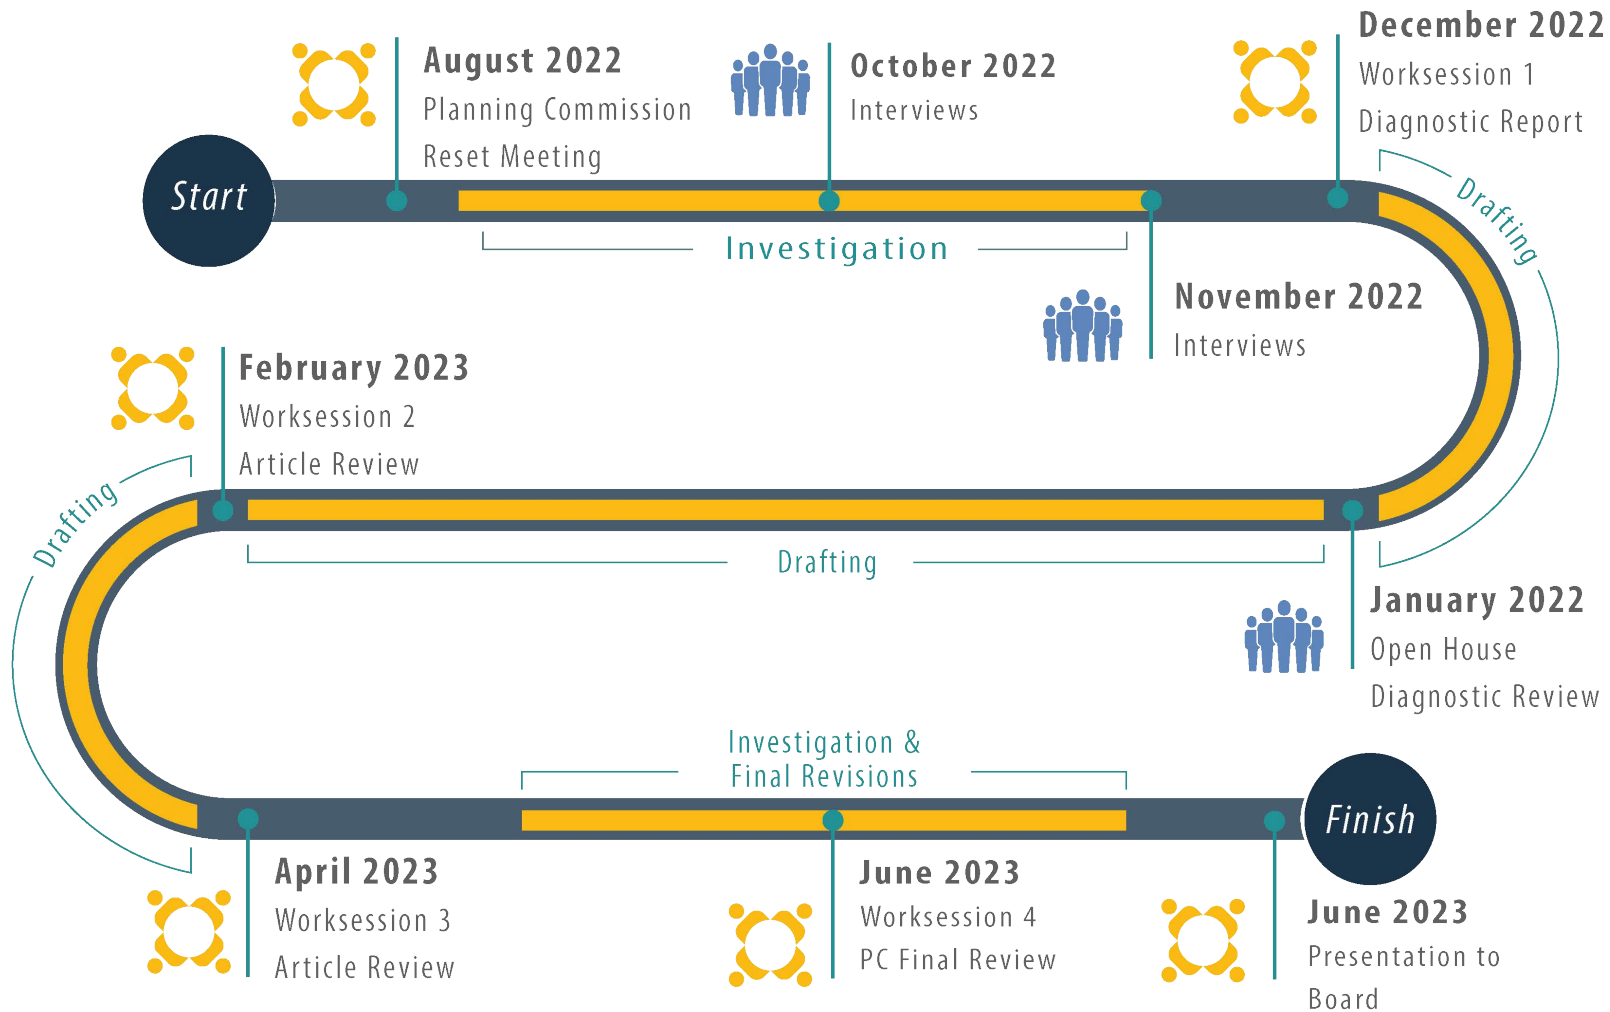 Start
August 2022
Planning Commission
Reset Meeting
October 2022
Interviews
December 2022
Worksession 1
Diagnostic Report
Investigation
November 2022
Interviews
Drafting
January 2022
Open House
Diagnostic Review
Drafting
February 2023
Worksession 2
Article Review
Drafting
April 2023
Worksession 3
Article Review
Investigation &
Final Revisions
June 2023
Worksession 4
PC Final Review
June 2023
Presentation to
Board
Finish